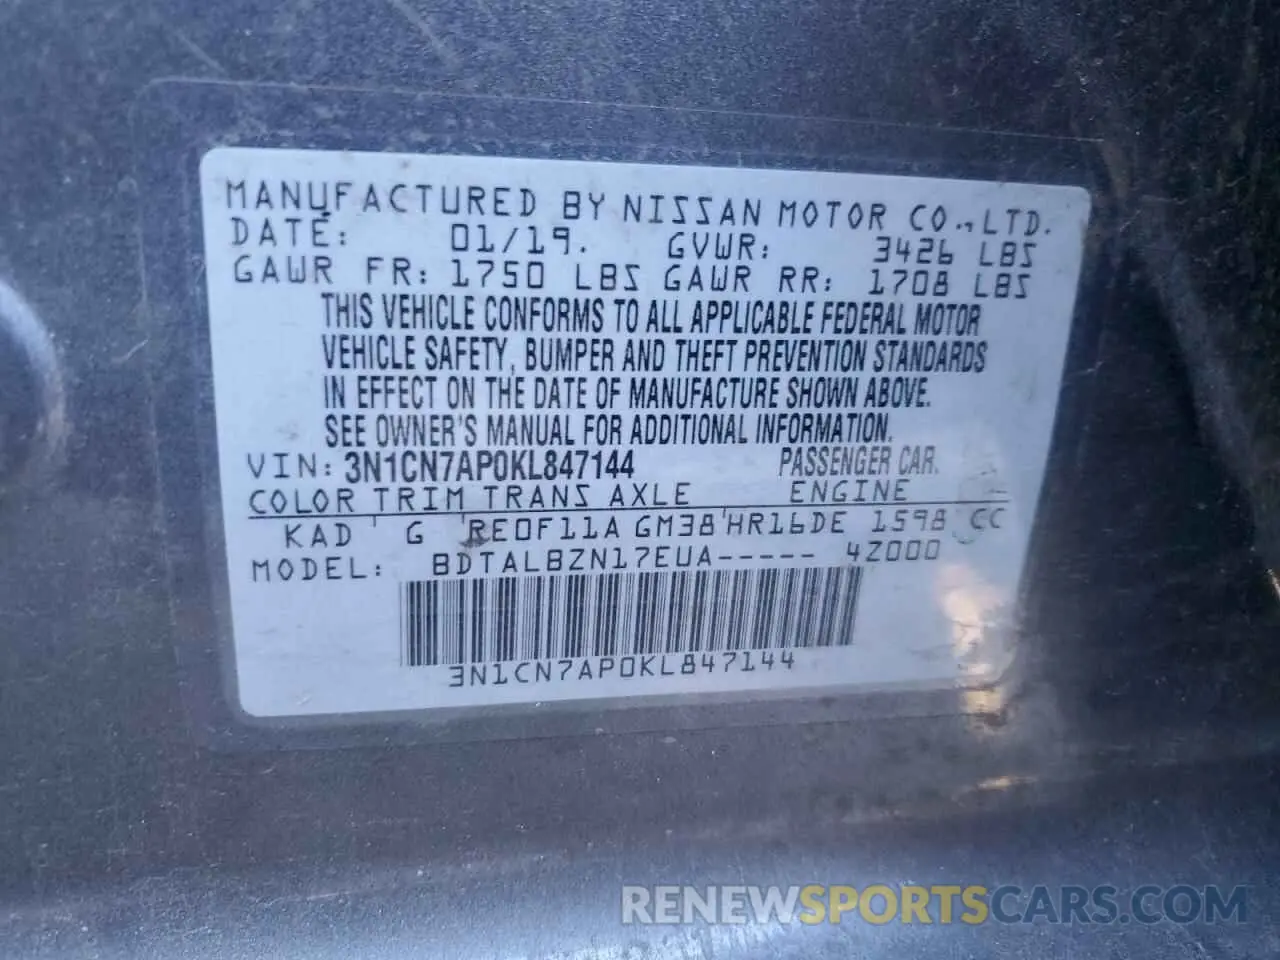 MANUFACTURED BY NISSAN MOTOR CO., LTD.
DATE: 01/19. GVWR: 3426 LBS
GAWR FR: 1750 LBS GAWR RR: 1708 LBS
THIS VEHICLE CONFORMS TO ALL APPLICABLE FEDERAL MOTOR
VEHICLE SAFETY, BUMPER AND THEFT PREVENTION STANDARDS
IN EFFECT ON THE DATE OF MANUFACTURE SHOWN ABOVE.
SEE OWNER'S MANUAL FOR ADDITIONAL INFORMATION.
VIN: 3N1CN7AP0KL847144 PASSENGER CAR.
COLOR TRIM TRANS AXLE ENGINE
KAD G RE0F11A GM38 HR16DE 1598 CC
MODEL: BDTALBZN17EUA----- 4Z000
3N1CN7AP0KL847144
RENEWSPORTSCARS.COM